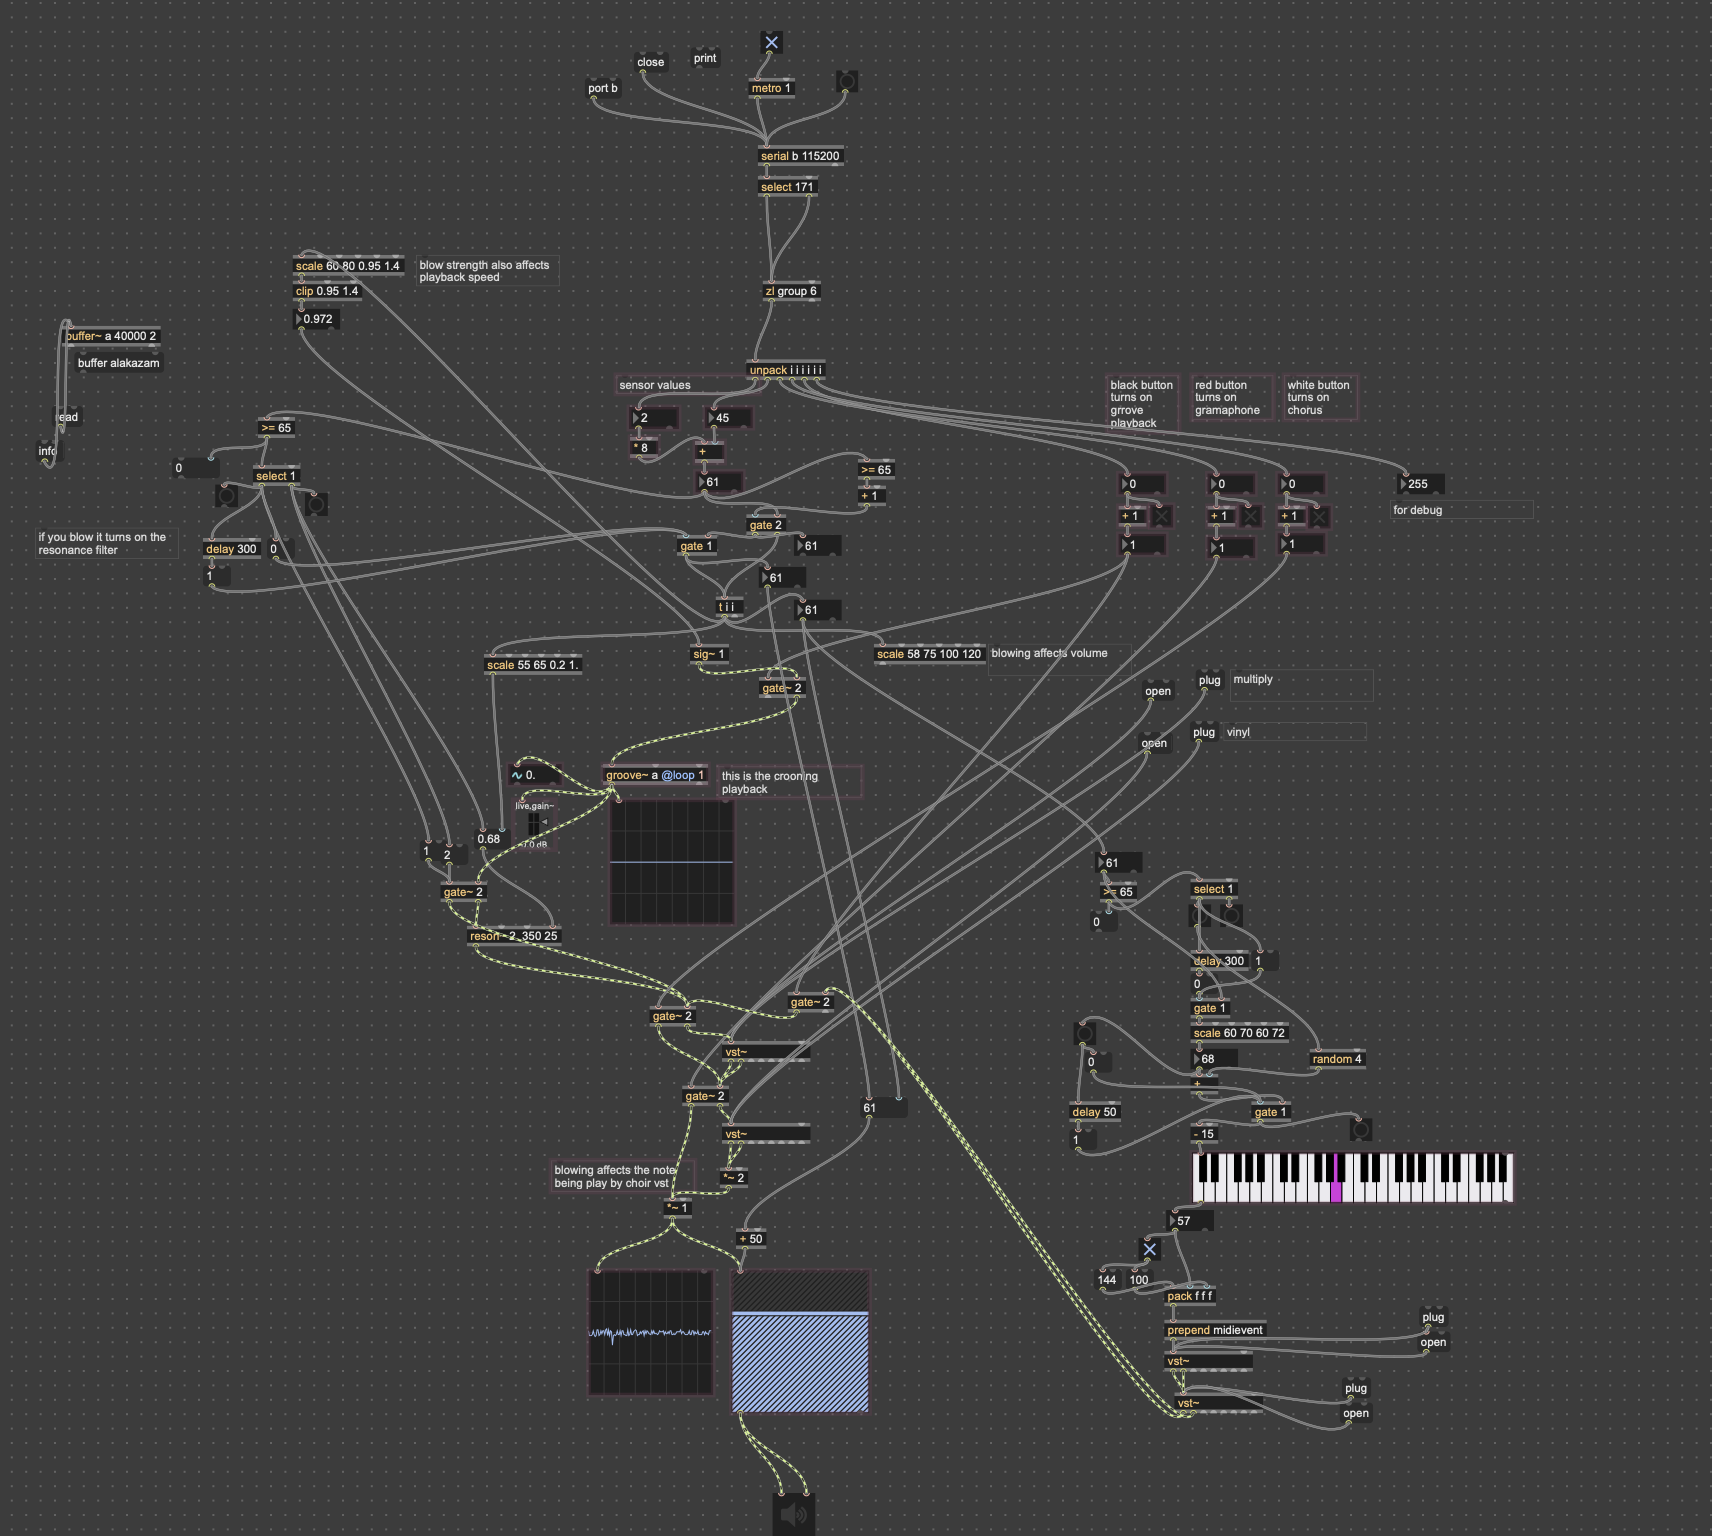 close
print
port b
metro 1
serial b 115200
select 171
scale 60 80 0.95 1.4
blow strength also affects
playback speed
clip 0.95 1.4
zl group 6
0.972
buffer~ a 40000 2
buffer alakazam
unpack i i i i i i
sensor values
black button
turns on
grrove
playback
red button
turns on
gramaphone
white button
turns on
chorus
read
2
45
>= 65
* 8
+
info
0
select 1
>= 65
61
+ 1
0
0
0
255
for debug
+ 1
+ 1
+ 1
gate 2
if you blow it turns on the
resonance filter
delay 300
0
gate 1
61
1
1
1
1
61
t i i
61
sig~ 1
scale 58 75 100 120
blowing affects volume
scale 55 65 0.2 1.
gate~ 2
open
plug
multiply
open
plug
vinyl
0.
groove~ a @loop 1
this is the crooning
playback
live.gain~
0.68
1
2
gate~ 2
61
>= 65
select 1
0
reson~ 2. 350 25
delay 300
1
0
gate~ 2
gate~ 2
gate 1
scale 60 70 60 72
vst~
0
68
random 4
+
gate~ 2
61
delay 50
gate 1
vst~
1
- 15
blowing affects the note
being play by choir vst
*~ 2
*~ 1
57
+ 50
144
100
pack f f f
prepend midievent
plug
open
vst~
plug
vst~
open